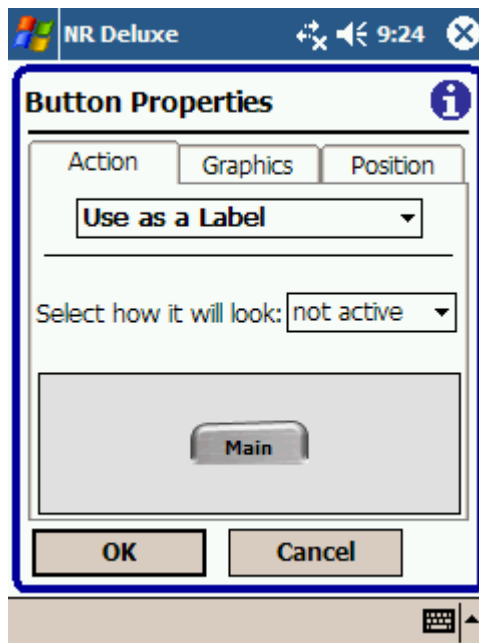 NR Deluxe 9:24
Button Properties
Action Graphics Position
Use as a Label
Select how it will look: not active
Main
OK Cancel